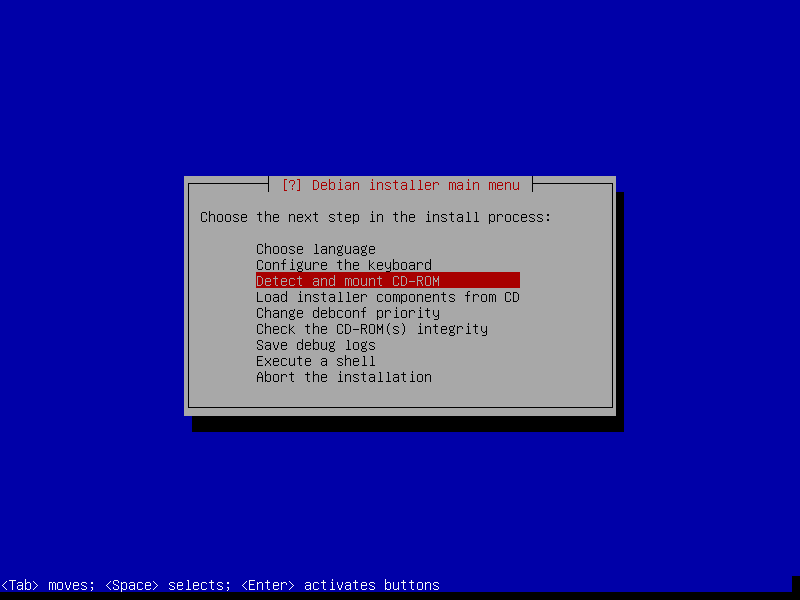 [?] Debian installer main menu
Choose the next step in the install process:
Choose language
Configure the keyboard
Detect and mount CD-ROM
Load installer components from CD
Change debconf priority
Check the CD-ROM(s) integrity
Save debug logs
Execute a shell
Abort the installation
<Tab> moves; <Space> selects; <Enter> activates buttons